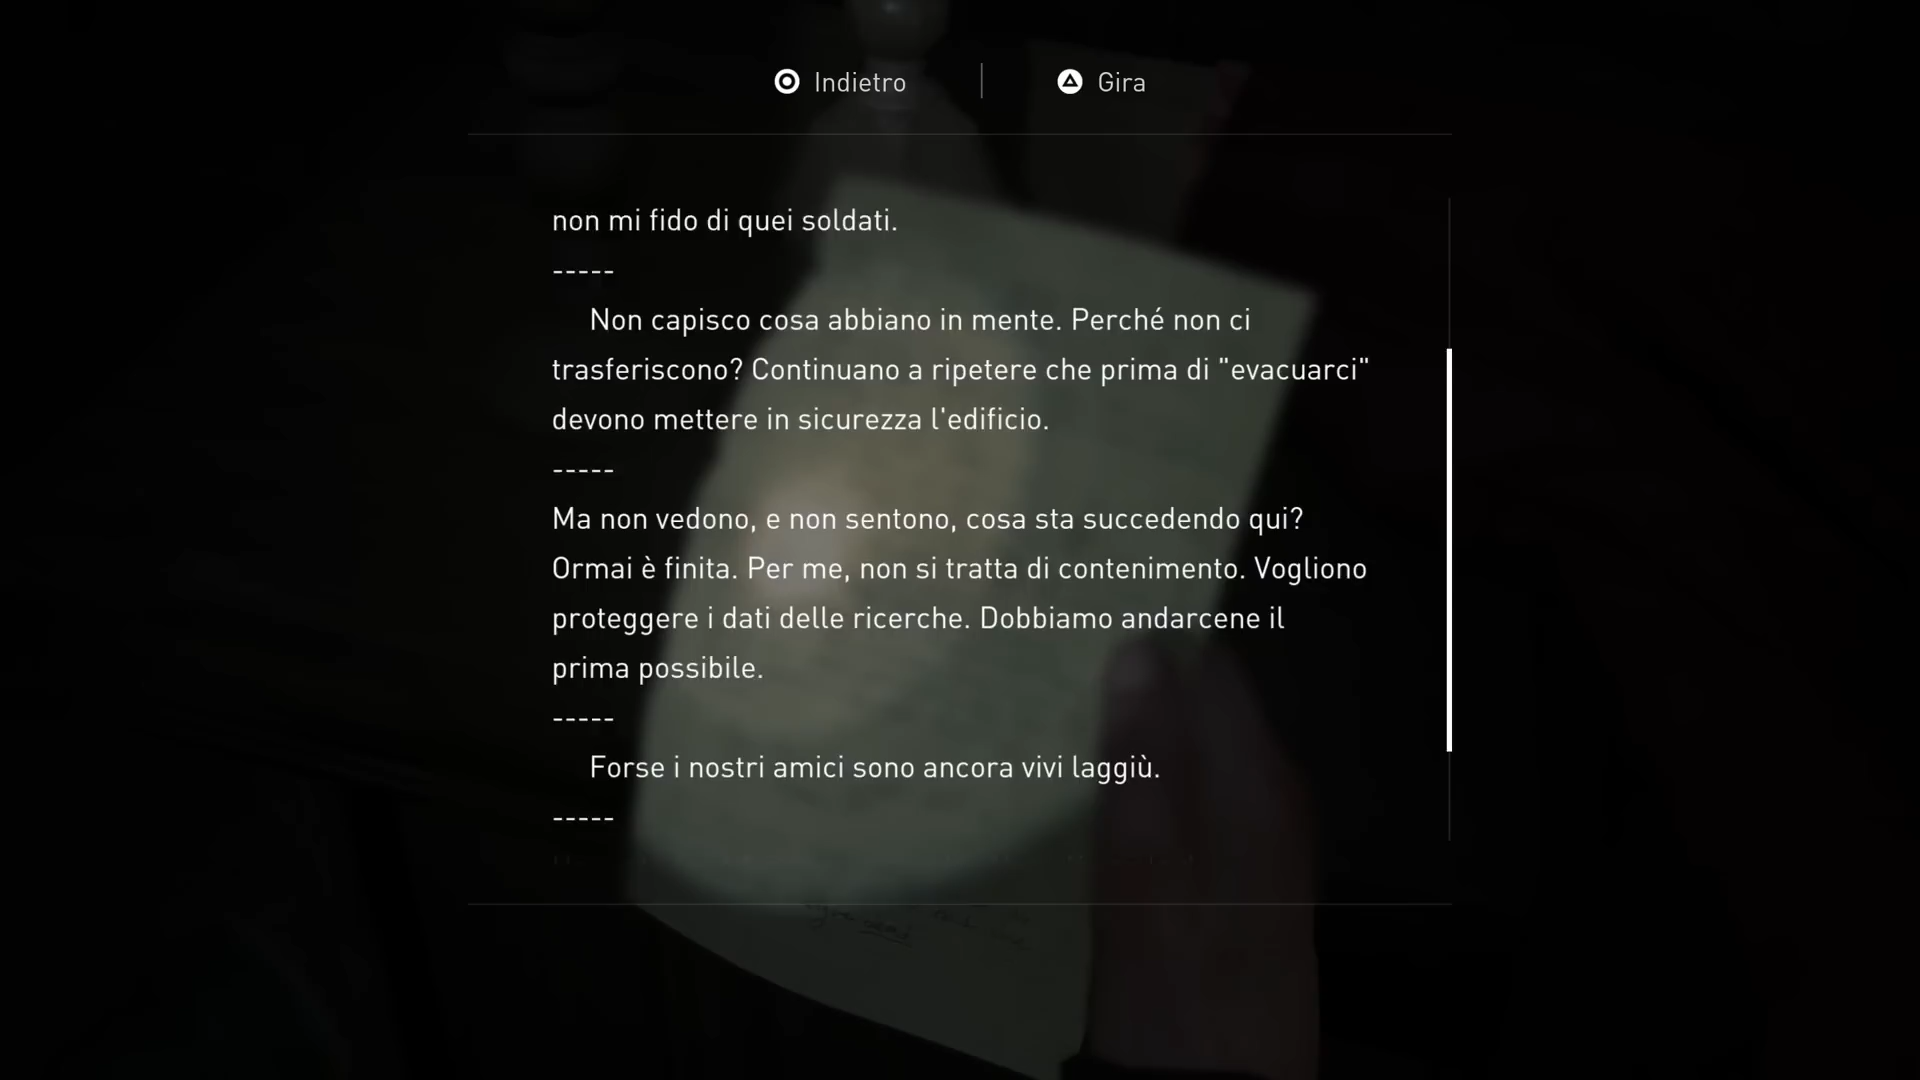 Indietro
Gira
non mi fido di quei soldati.
-----
Non capisco cosa abbiano in mente. Perché non ci
trasferiscono? Continuano a ripetere che prima di "evacuarci"
devono mettere in sicurezza l'edificio.
-----
Ma non vedono, e non sentono, cosa sta succedendo qui?
Ormai è finita. Per me, non si tratta di contenimento. Vogliono
proteggere i dati delle ricerche. Dobbiamo andarcene il
prima possibile.
-----
Forse i nostri amici sono ancora vivi laggiù.
-----